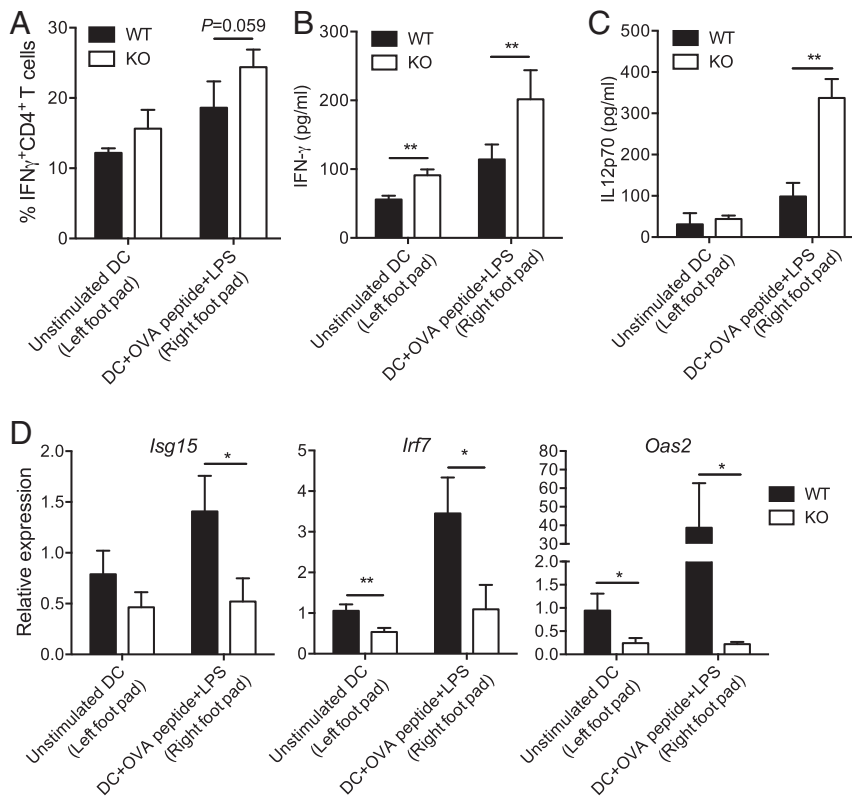 A
30
20
10
0
% IFNγ+CD4+ T cells
WT
KO
P=0.059
Unstimulated DC
(Left foot pad)
DC+OVA peptide+LPS
(Right foot pad)
B
300
200
100
0
IFN-γ (pg/ml)
WT
KO
**
**
Unstimulated DC
(Left foot pad)
DC+OVA peptide+LPS
(Right foot pad)
C
500
400
300
200
100
0
IL12p70 (pg/ml)
WT
KO
**
Unstimulated DC
(Left foot pad)
DC+OVA peptide+LPS
(Right foot pad)
D
Isg15
2.0
1.5
1.0
0.5
0.0
Relative expression
*
Unstimulated DC
(Left foot pad)
DC+OVA peptide+LPS
(Right foot pad)
Irf7
5
4
3
2
1
0
**
*
Unstimulated DC
(Left foot pad)
DC+OVA peptide+LPS
(Right foot pad)
Oas2
80
70
60
50
40
30
2.0
1.5
1.0
0.5
0.0
*
*
Unstimulated DC
(Left foot pad)
DC+OVA peptide+LPS
(Right foot pad)
WT
KO